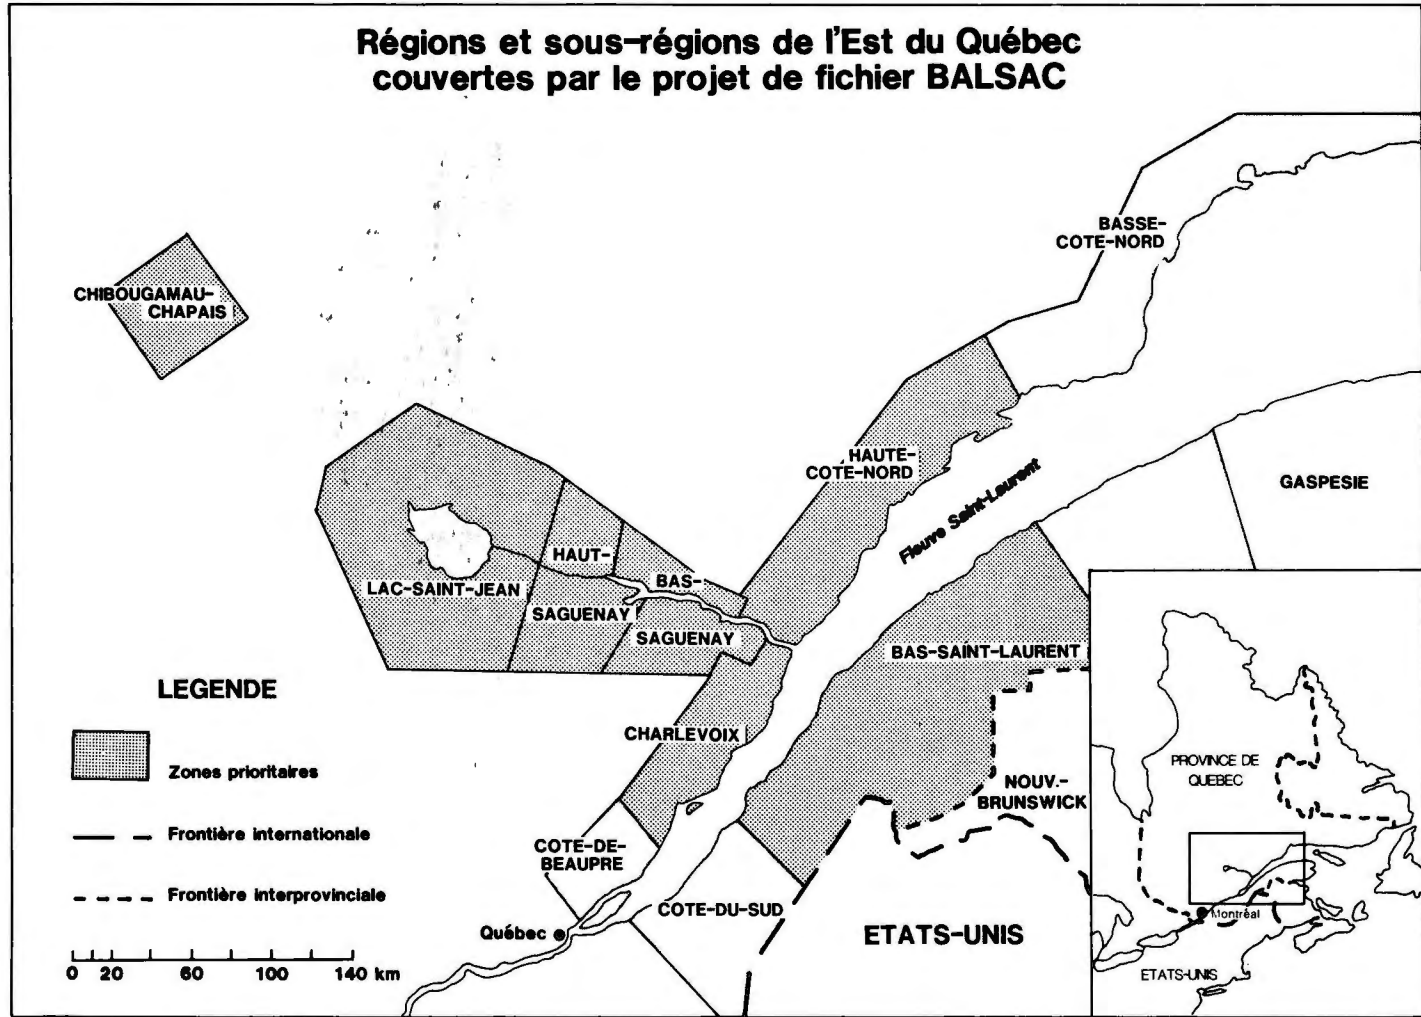 Régions et sous-régions de l'Est du Québec
couvertes par le projet de fichier BALSAC
BASSE-
COTE-NORD
CHIBOUGAMAU-
CHAPAIS
HAUTE-
COTE-NORD
GASPESIE
Fleuve Saint-Laurent
HAUT-
SAGUENAY
BAS-
SAGUENAY
LAC-SAINT-JEAN
BAS-SAINT-LAURENT
CHARLEVOIX
NOUV.-
BRUNSWICK
COTE-DE-
BEAUPRE
COTE-DU-SUD
Québec
ETATS-UNIS
LEGENDE
Zones prioritaires
Frontière internationale
Frontière interprovinciale
0 20 60 100 140 km
PROVINCE DE
QUEBEC
Montréal
ETATS-UNIS